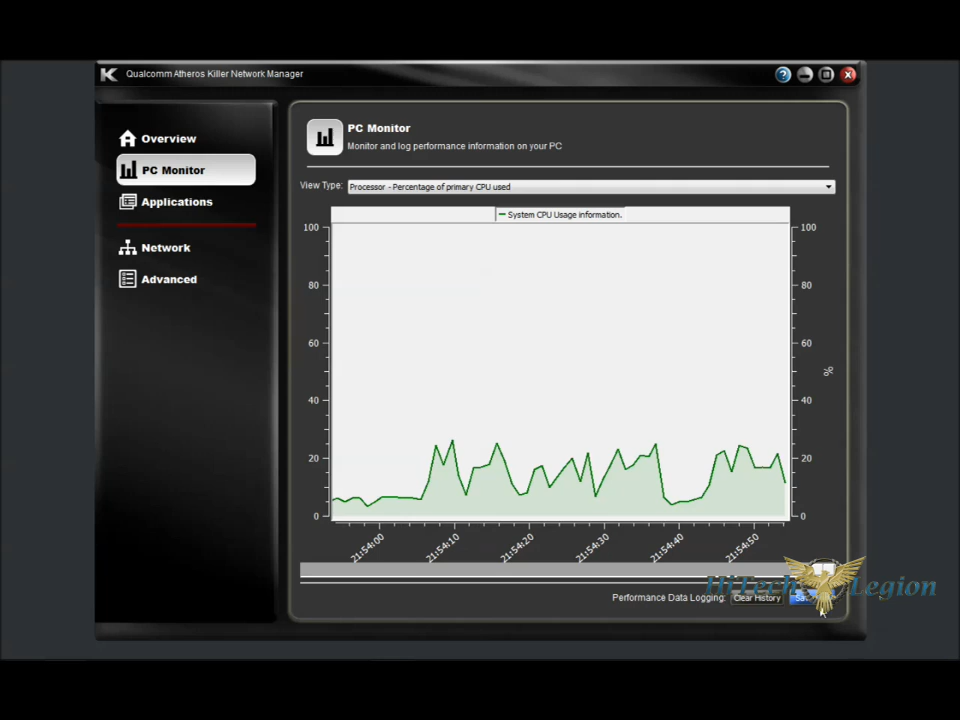 Qualcomm Atheros Killer Network Manager
Overview
PC Monitor
Applications
Network
Advanced
PC Monitor
Monitor and log performance information on your PC
View Type: Processor - Percentage of primary CPU used
System CPU Usage information.
100 100
80 80
60 60
%
40 40
20 20
0 0
21:54:00 21:54:10 21:54:20 21:54:30 21:54:40 21:54:50
Performance Data Logging: Clear History
HiTech Legion